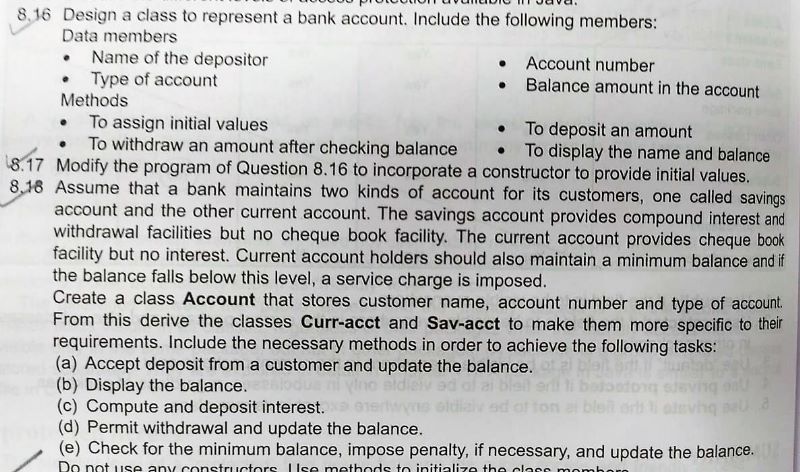 8.16 Design a class to represent a bank account. Include the following members:
Data members
• Name of the depositor • Account number
• Type of account • Balance amount in the account
Methods
• To assign initial values • To deposit an amount
• To withdraw an amount after checking balance • To display the name and balance
8.17 Modify the program of Question 8.16 to incorporate a constructor to provide initial values.
8.18 Assume that a bank maintains two kinds of account for its customers, one called savings
account and the other current account. The savings account provides compound interest and
withdrawal facilities but no cheque book facility. The current account provides cheque book
facility but no interest. Current account holders should also maintain a minimum balance and if
the balance falls below this level, a service charge is imposed.
Create a class Account that stores customer name, account number and type of account.
From this derive the classes Curr-acct and Sav-acct to make them more specific to their
requirements. Include the necessary methods in order to achieve the following tasks:
(a) Accept deposit from a customer and update the balance.
(b) Display the balance.
(c) Compute and deposit interest.
(d) Permit withdrawal and update the balance.
(e) Check for the minimum balance, impose penalty, if necessary, and update the balance.
Do not use any constructors. Use methods to initialize the class members